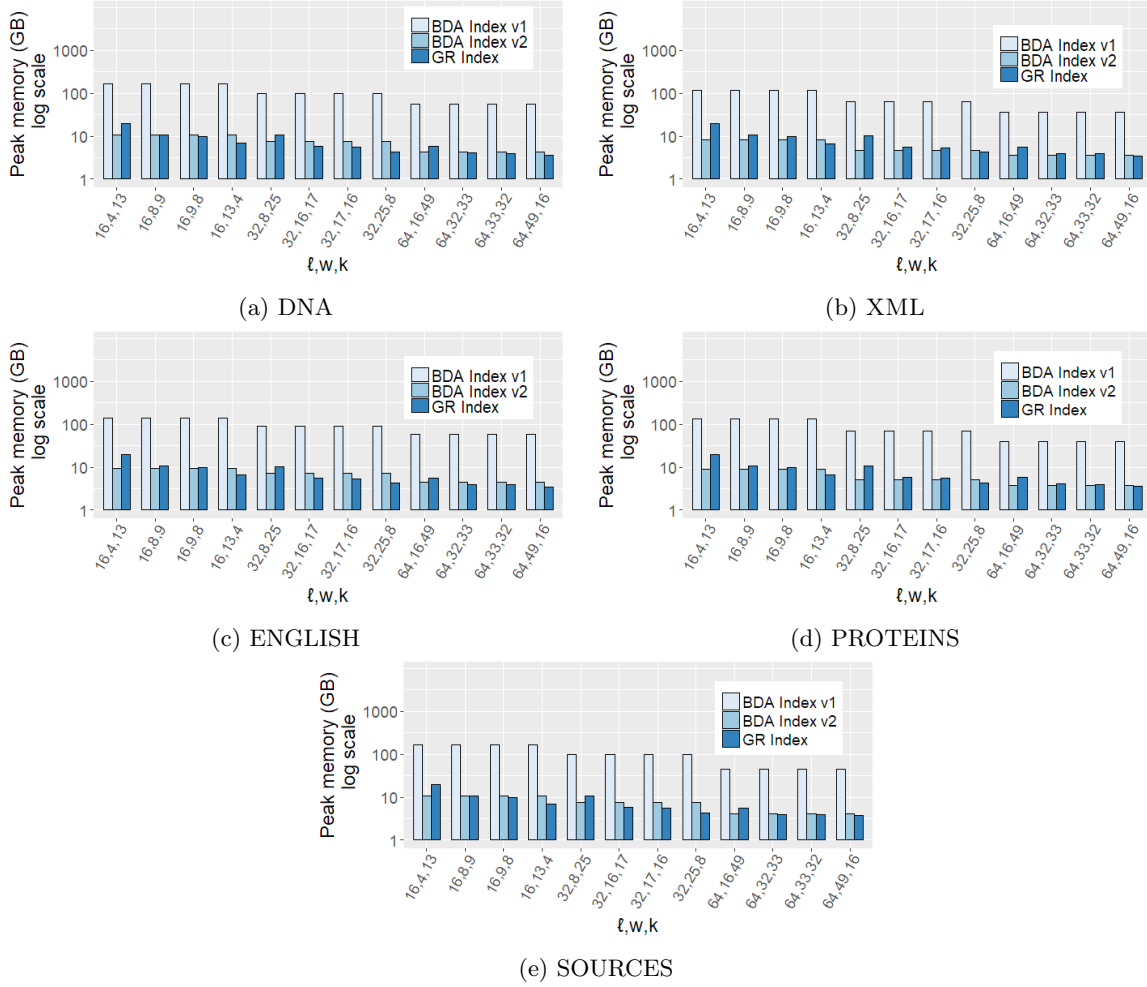 Peak memory (GB)
log scale
1000
100
10
1
BDA Index v1
BDA Index v2
GR Index
16,4,13
16,8,9
16,9,8
16,13,4
32,8,25
32,16,17
32,17,16
32,25,8
64,16,49
64,32,33
64,33,32
64,49,16
ℓ,w,k
(a) DNA
Peak memory (GB)
log scale
1000
100
10
1
BDA Index v1
BDA Index v2
GR Index
16,4,13
16,8,9
16,9,8
16,13,4
32,8,25
32,16,17
32,17,16
32,25,8
64,16,49
64,32,33
64,33,32
64,49,16
ℓ,w,k
(b) XML
Peak memory (GB)
log scale
1000
100
10
1
BDA Index v1
BDA Index v2
GR Index
16,4,13
16,8,9
16,9,8
16,13,4
32,8,25
32,16,17
32,17,16
32,25,8
64,16,49
64,32,33
64,33,32
64,49,16
ℓ,w,k
(c) ENGLISH
Peak memory (GB)
log scale
1000
100
10
1
BDA Index v1
BDA Index v2
GR Index
16,4,13
16,8,9
16,9,8
16,13,4
32,8,25
32,16,17
32,17,16
32,25,8
64,16,49
64,32,33
64,33,32
64,49,16
ℓ,w,k
(d) PROTEINS
Peak memory (GB)
log scale
1000
100
10
1
BDA Index v1
BDA Index v2
GR Index
16,4,13
16,8,9
16,9,8
16,13,4
32,8,25
32,16,17
32,17,16
32,25,8
64,16,49
64,32,33
64,33,32
64,49,16
ℓ,w,k
(e) SOURCES